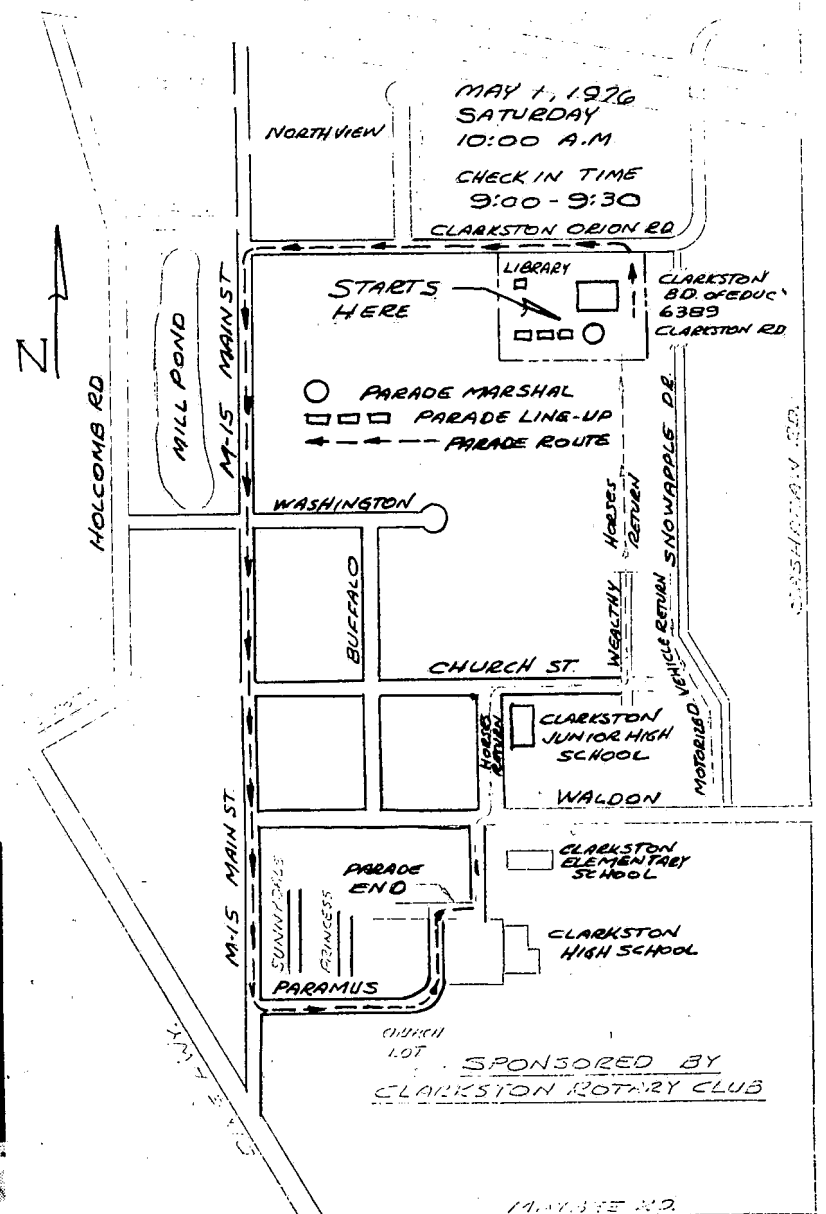 MAY 1, 1976
SATURDAY
10:00 A.M
CHECK IN TIME
9:00 - 9:30
NORTHVIEW
CLARKSTON ORION RD
LIBRARY
STARTS
HERE
CLARKSTON
BD. OF EDUC
6389
CLARKSTON RD
N
HOLCOMB RD
MILL POND
M-15 MAIN ST
PARADE MARSHAL
PARADE LINE-UP
PARADE ROUTE
SNOWAPPLE DR.
HORSES
RETURN
WASHINGTON
BUFFALO
WEALTHY
CHURCH ST.
MOTORIZED VEHICLE RETURN
HORSES
RETURN
CLARKSTON
JUNIOR HIGH
SCHOOL
WALDON
M-15 MAIN ST.
SUNNYDALE
PRINCESS
PARADE
END
CLARKSTON
ELEMENTARY
SCHOOL
CLARKSTON
HIGH SCHOOL
PARAMUS
CHURCH
LOT
SPONSORED BY
CLARKSTON ROTARY CLUB